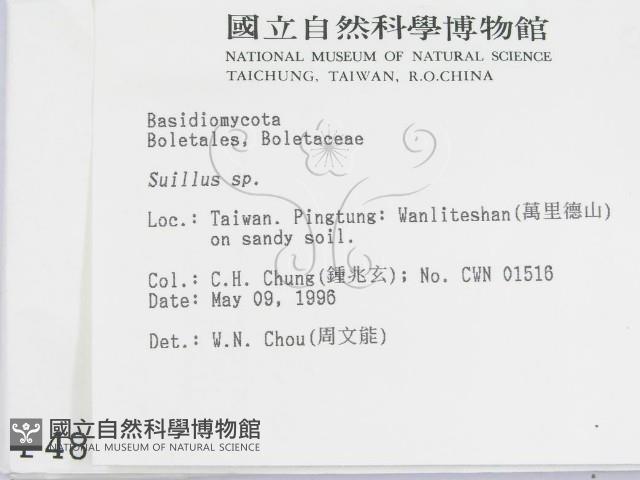 國立自然科學博物館
NATIONAL MUSEUM OF NATURAL SCIENCE
TAICHUNG, TAIWAN, R.O.CHINA
Basidiomycota
Boletales, Boletaceae
Suillus sp.
Loc.: Taiwan. Pingtung: Wanliteshan(萬里德山)
on sandy soil.
Col.: C.H. Chung(鍾兆玄); No. CWN 01516
Date: May 09, 1996
Det.: W.N. Chou(周文能)
國立自然科學博物館
NATIONAL MUSEUM OF NATURAL SCIENCE
48